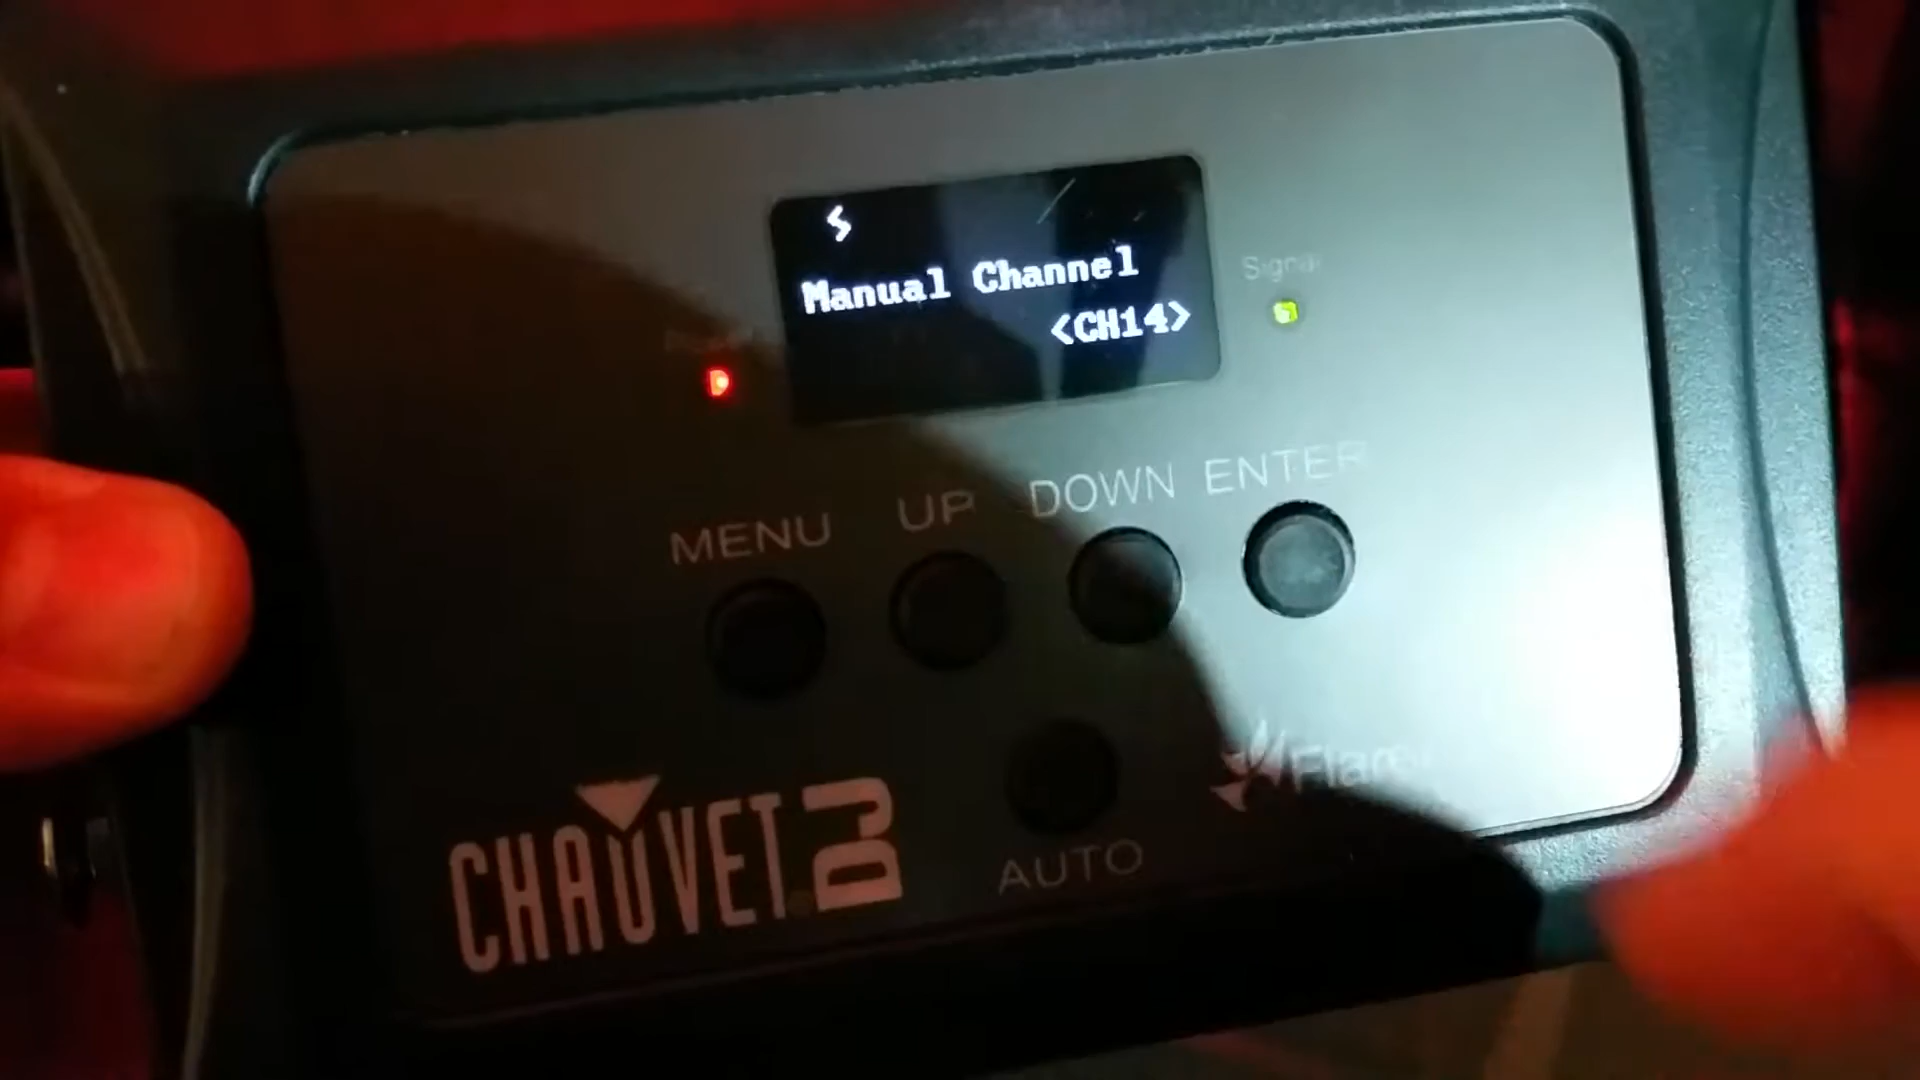 Manual Channel
<CH14>
Signal
MENU UP DOWN ENTER
CHAUVET DJ
AUTO